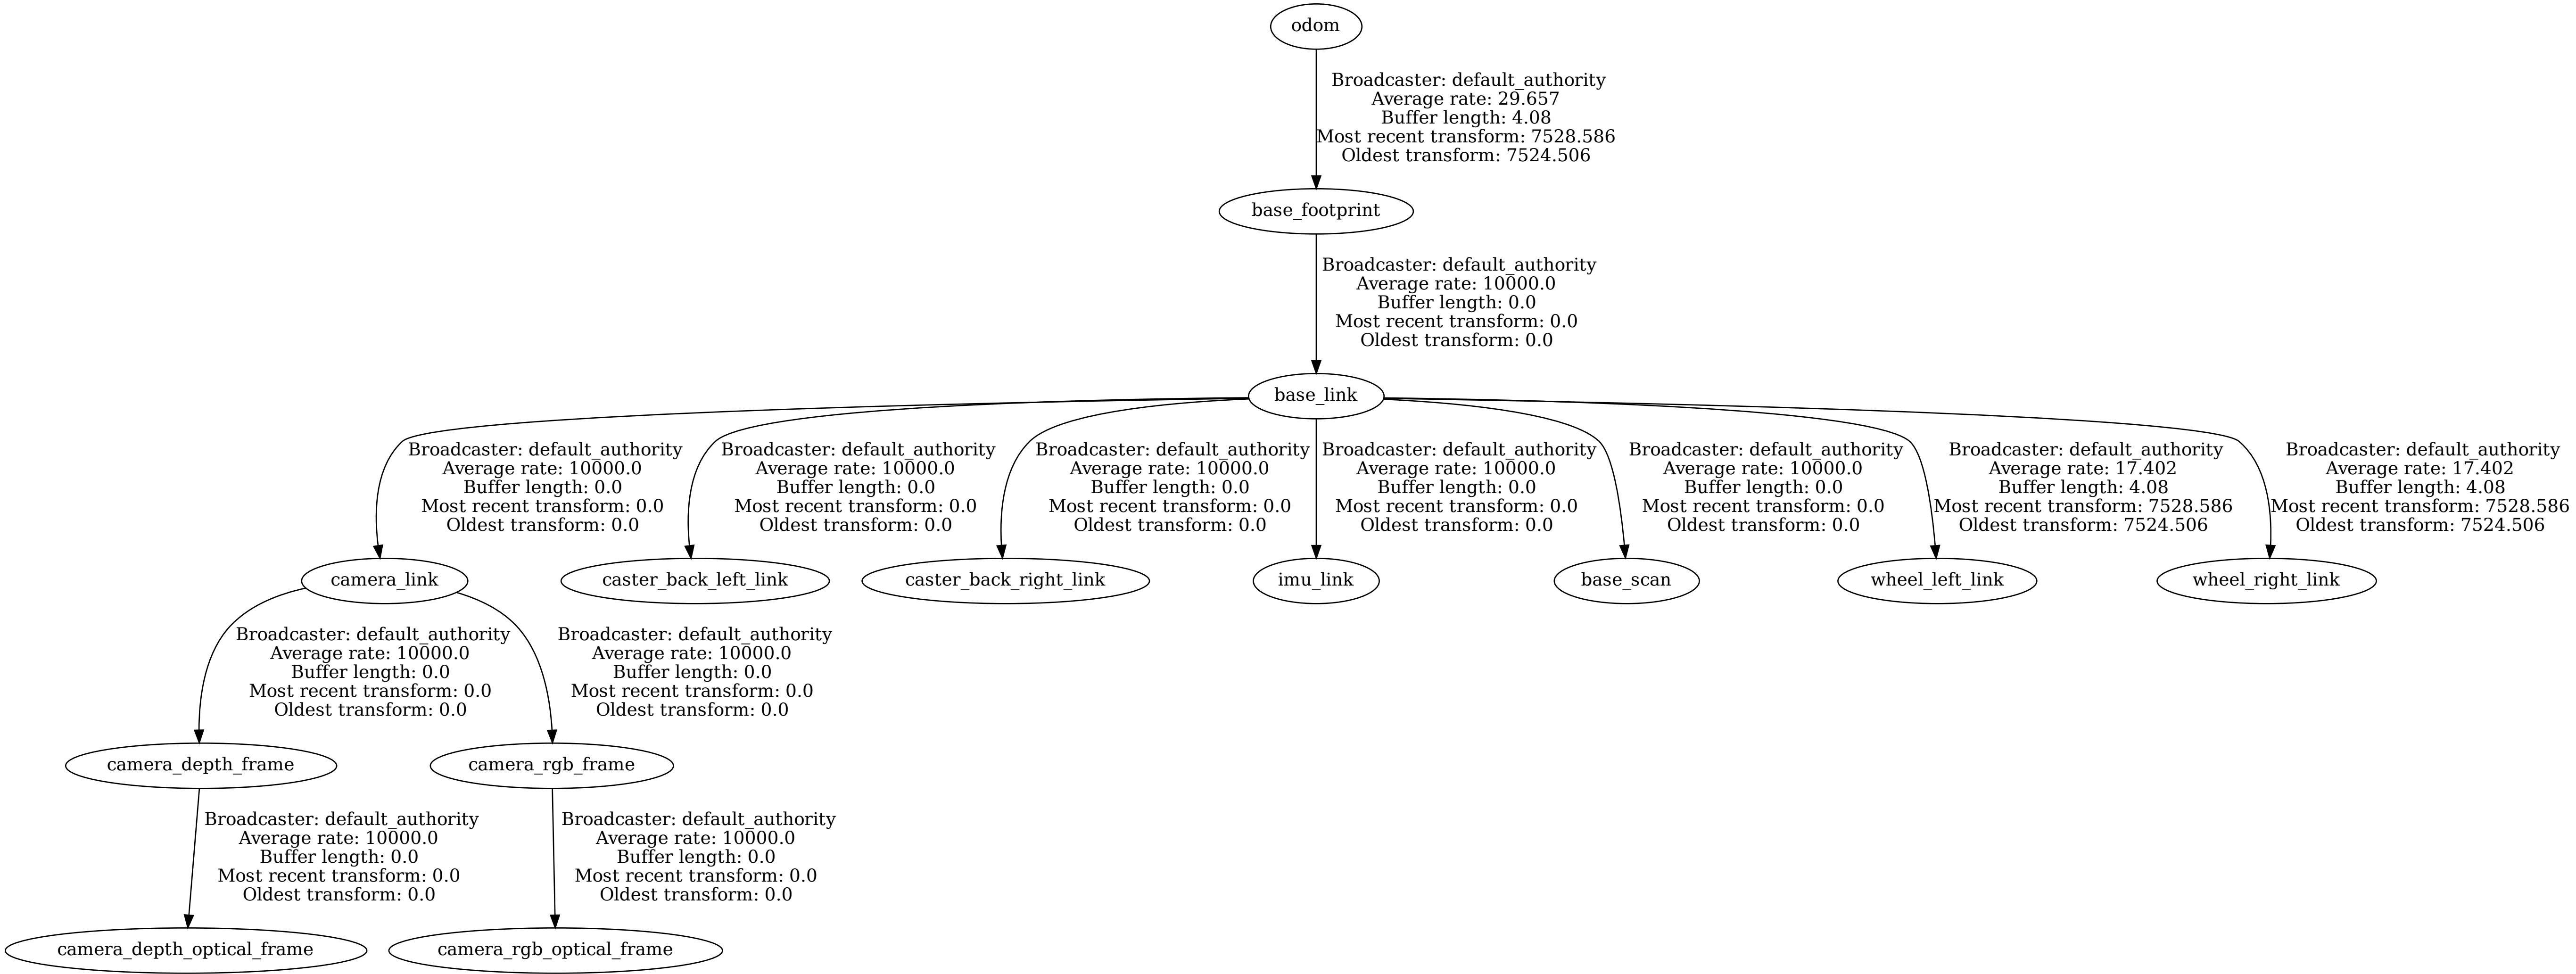 odom
Broadcaster: default_authority
Average rate: 29.657
Buffer length: 4.08
Most recent transform: 7528.586
Oldest transform: 7524.506
base_footprint
Broadcaster: default_authority
Average rate: 10000.0
Buffer length: 0.0
Most recent transform: 0.0
Oldest transform: 0.0
base_link
Broadcaster: default_authority
Average rate: 10000.0
Buffer length: 0.0
Most recent transform: 0.0
Oldest transform: 0.0
Broadcaster: default_authority
Average rate: 10000.0
Buffer length: 0.0
Most recent transform: 0.0
Oldest transform: 0.0
Broadcaster: default_authority
Average rate: 10000.0
Buffer length: 0.0
Most recent transform: 0.0
Oldest transform: 0.0
Broadcaster: default_authority
Average rate: 10000.0
Buffer length: 0.0
Most recent transform: 0.0
Oldest transform: 0.0
Broadcaster: default_authority
Average rate: 10000.0
Buffer length: 0.0
Most recent transform: 0.0
Oldest transform: 0.0
Broadcaster: default_authority
Average rate: 17.402
Buffer length: 4.08
Most recent transform: 7528.586
Oldest transform: 7524.506
Broadcaster: default_authority
Average rate: 17.402
Buffer length: 4.08
Most recent transform: 7528.586
Oldest transform: 7524.506
camera_link
caster_back_left_link
caster_back_right_link
imu_link
base_scan
wheel_left_link
wheel_right_link
Broadcaster: default_authority
Average rate: 10000.0
Buffer length: 0.0
Most recent transform: 0.0
Oldest transform: 0.0
Broadcaster: default_authority
Average rate: 10000.0
Buffer length: 0.0
Most recent transform: 0.0
Oldest transform: 0.0
camera_depth_frame
camera_rgb_frame
Broadcaster: default_authority
Average rate: 10000.0
Buffer length: 0.0
Most recent transform: 0.0
Oldest transform: 0.0
Broadcaster: default_authority
Average rate: 10000.0
Buffer length: 0.0
Most recent transform: 0.0
Oldest transform: 0.0
camera_depth_optical_frame
camera_rgb_optical_frame